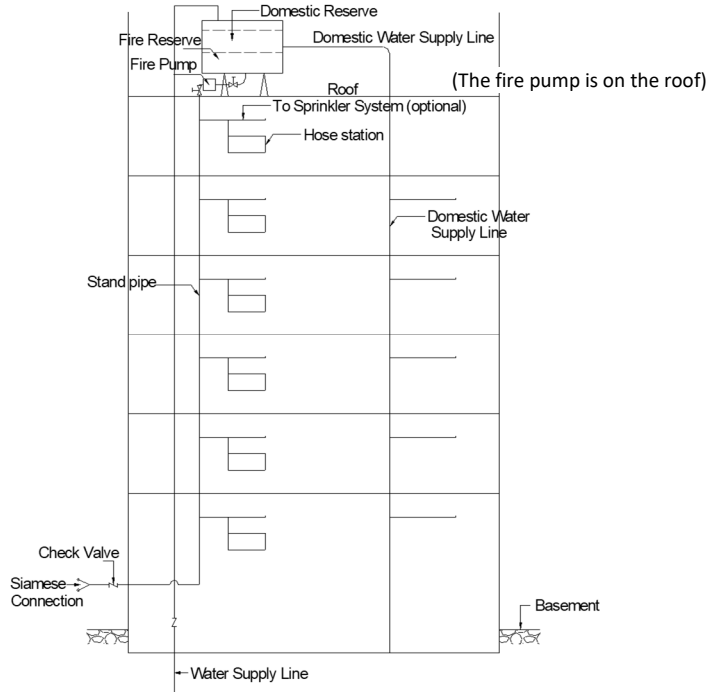 Domestic Reserve
Fire Reserve
Domestic Water Supply Line
Fire Pump
(The fire pump is on the roof)
Roof
To Sprinkler System (optional)
Hose station
Domestic Water
Supply Line
Stand pipe
Check Valve
Siamese
Connection
Basement
Water Supply Line